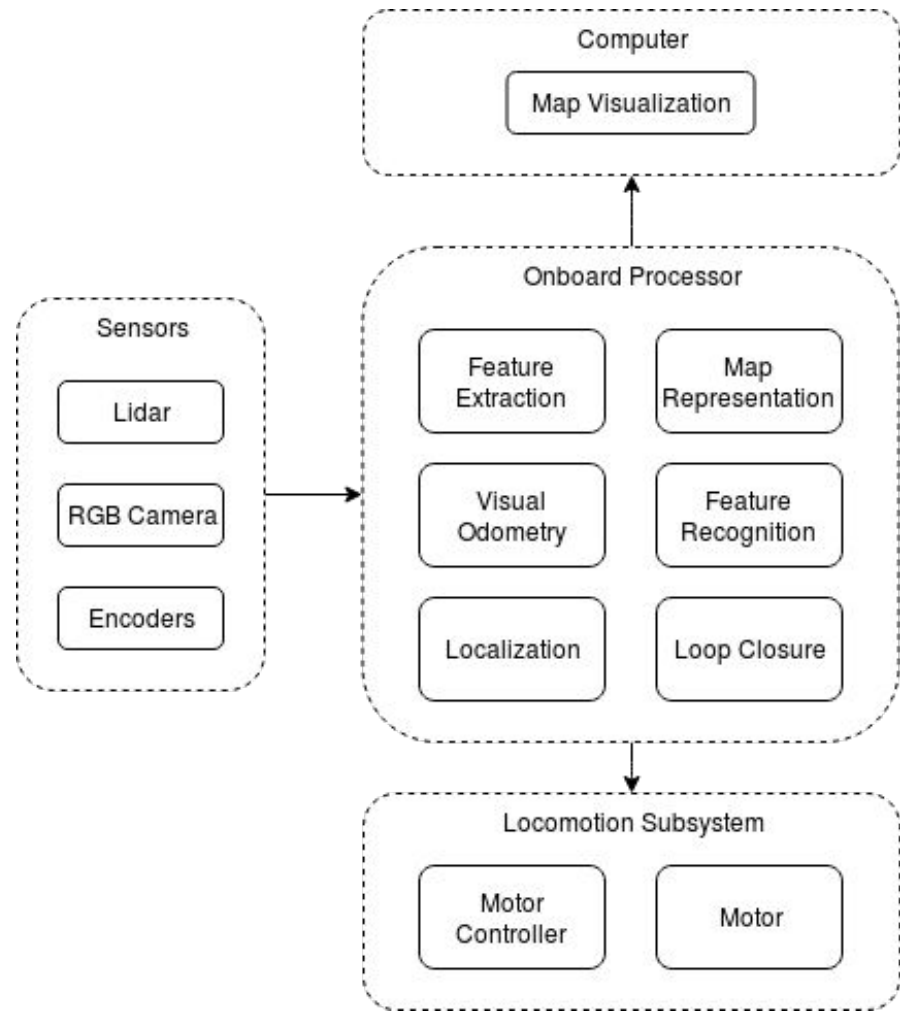 Computer
Map Visualization
Onboard Processor
Sensors
Feature
Extraction
Map
Representation
Lidar
RGB Camera
Visual
Odometry
Feature
Recognition
Encoders
Localization
Loop Closure
Locomotion Subsystem
Motor
Controller
Motor